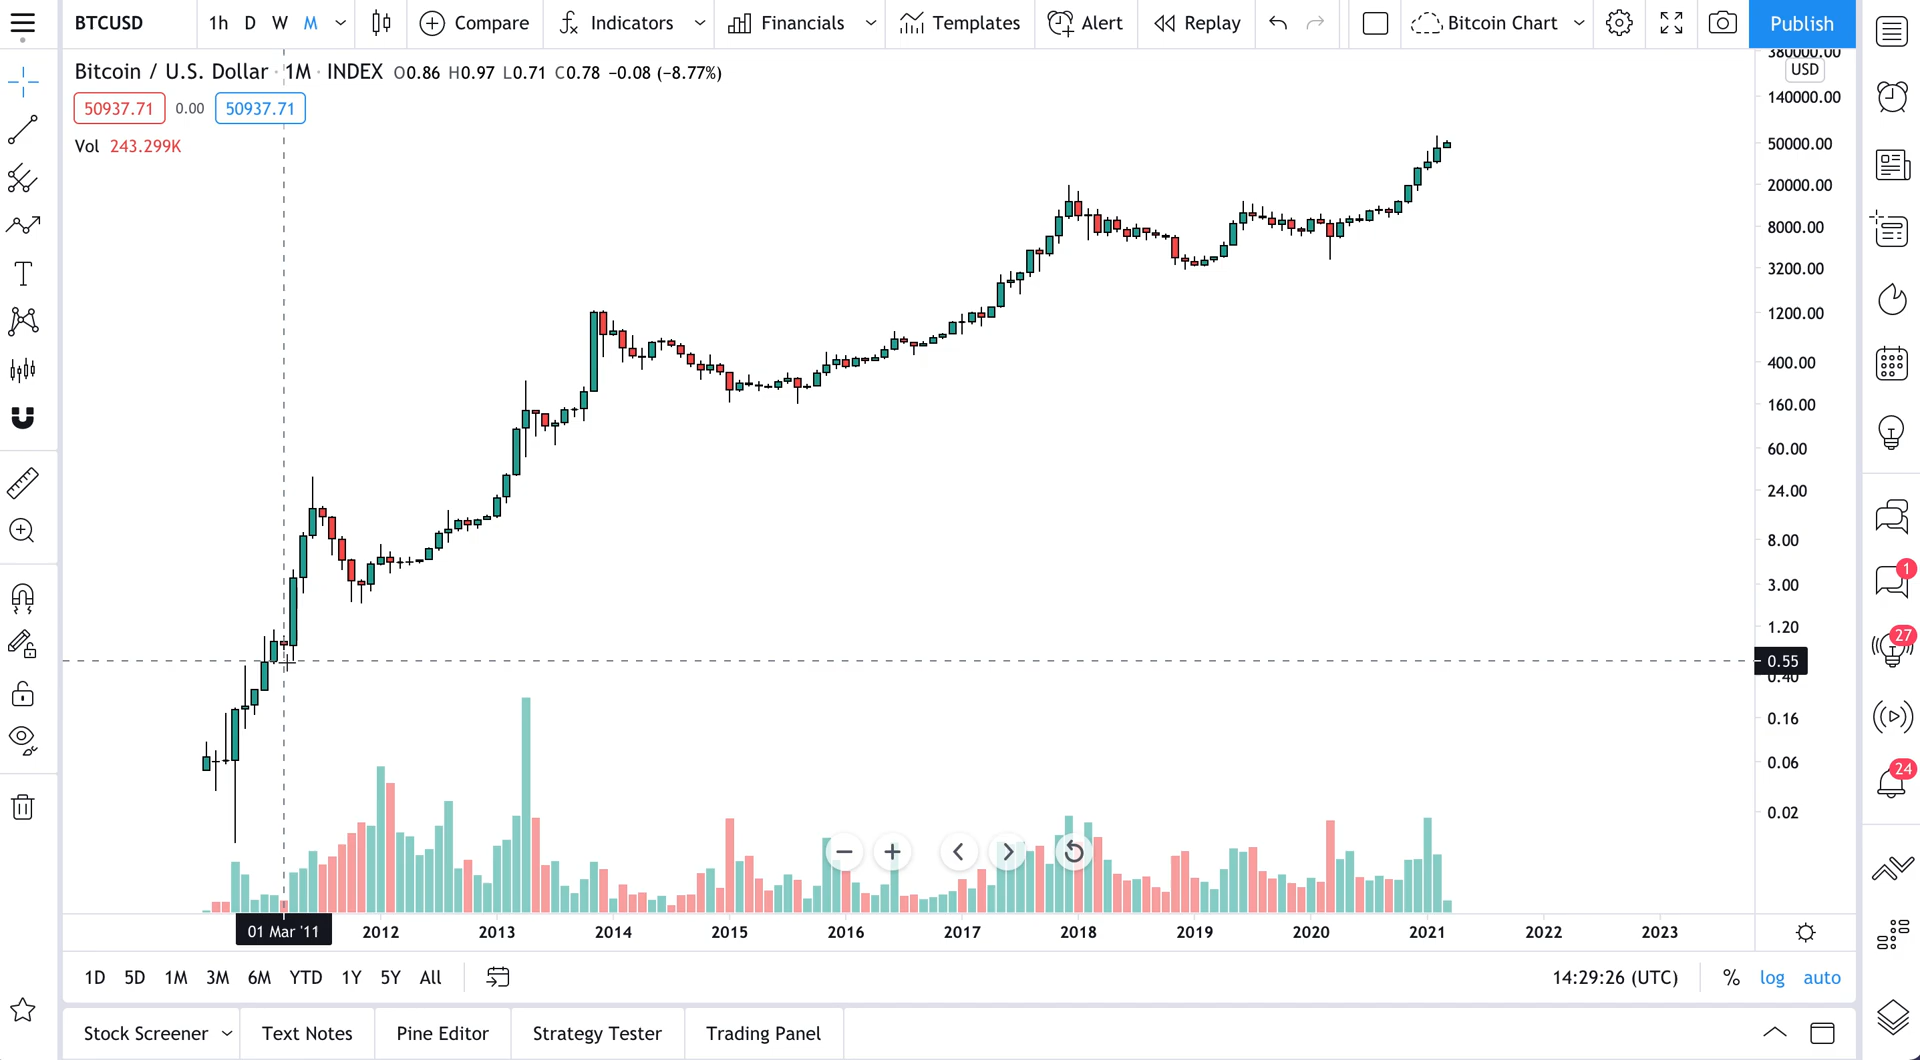 BTCUSD
1h D W M
Compare
Indicators
Financials
Templates
Alert
Replay
Bitcoin Chart
Publish
Bitcoin / U.S. Dollar · 1M · INDEX O0.86 H0.97 L0.71 C0.78 −0.08 (−8.77%)
50937.71 0.00 50937.71
Vol 243.299K
380000.00
USD
140000.00
50000.00
20000.00
8000.00
3200.00
1200.00
400.00
160.00
60.00
24.00
8.00
3.00
1.20
0.55
0.40
0.16
0.06
0.02
01 Mar '11 2012 2013 2014 2015 2016 2017 2018 2019 2020 2021 2022 2023
1D 5D 1M 3M 6M YTD 1Y 5Y All
14:29:26 (UTC) % log auto
Stock Screener Text Notes Pine Editor Strategy Tester Trading Panel
1
27
24